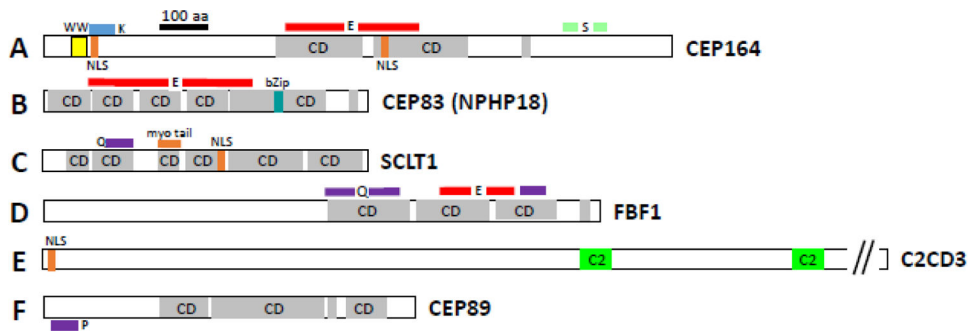 WW K 100 aa E S
A CD CD CEP164
NLS NLS
E bZip
B CD CD CD CD CD CEP83 (NPHP18)
Q myo tail NLS
C CD CD CD CD CD CD SCLT1
Q E
D CD CD CD FBF1
NLS
E C2 C2 // C2CD3
F CD CD CD CEP89
P